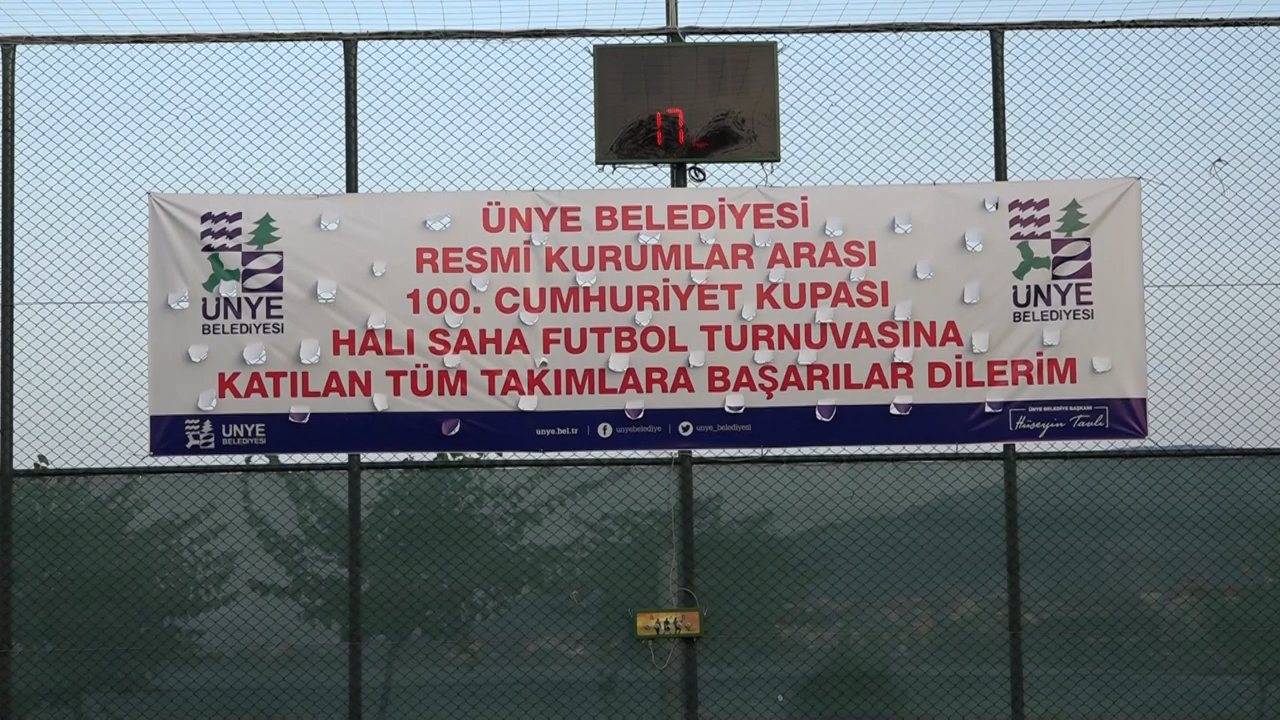 17
ÜNYE BELEDİYESİ
RESMİ KURUMLAR ARASI
100. CUMHURİYET KUPASI
HALI SAHA FUTBOL TURNUVASINA
KATILAN TÜM TAKIMLARA BAŞARILAR DİLERİM
ÜNYE
BELEDİYESİ
ÜNYE
BELEDİYESİ
ÜNYE
BELEDİYESİ
unye.bel.tr | unyebelediye | unye_belediyesi
ÜNYE BELEDİYE BAŞKANI
Hüseyin Tavlı